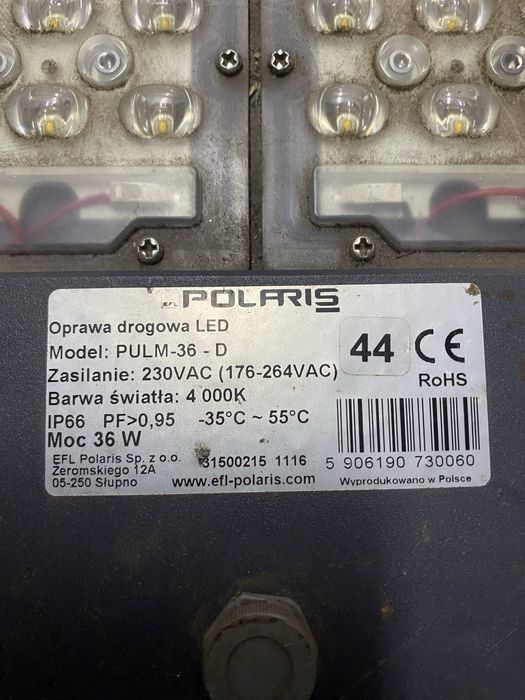 EFL POLARIS
Oprawa drogowa LED
Model: PULM-36 - D
Zasilanie: 230VAC (176-264VAC)
Barwa światła: 4 000K
IP66 PF>0,95 -35°C ~ 55°C
Moc 36 W
44 CE
RoHS
EFL Polaris Sp. z o.o.
Żeromskiego 12A
05-250 Słupno
31500215 1116
www.efl-polaris.com
5 906190 730060
Wyprodukowano w Polsce